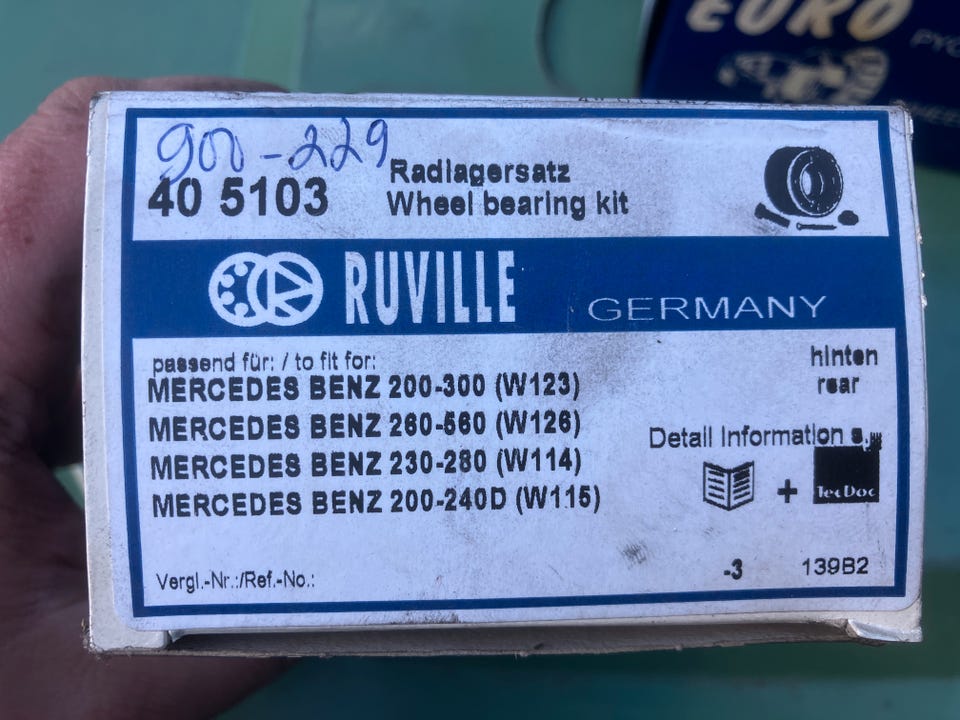 EURO
900-229
40 5103
Radlagersatz
Wheel bearing kit
RUVILLE
GERMANY
passend für: / to fit for:
hinten
rear
MERCEDES BENZ 200-300 (W123)
MERCEDES BENZ 260-560 (W126)
MERCEDES BENZ 230-280 (W114)
MERCEDES BENZ 200-240D (W115)
Detail Information s.
+
TecDoc
Vergl.-Nr.:/Ref.-No.:
-3
139B2